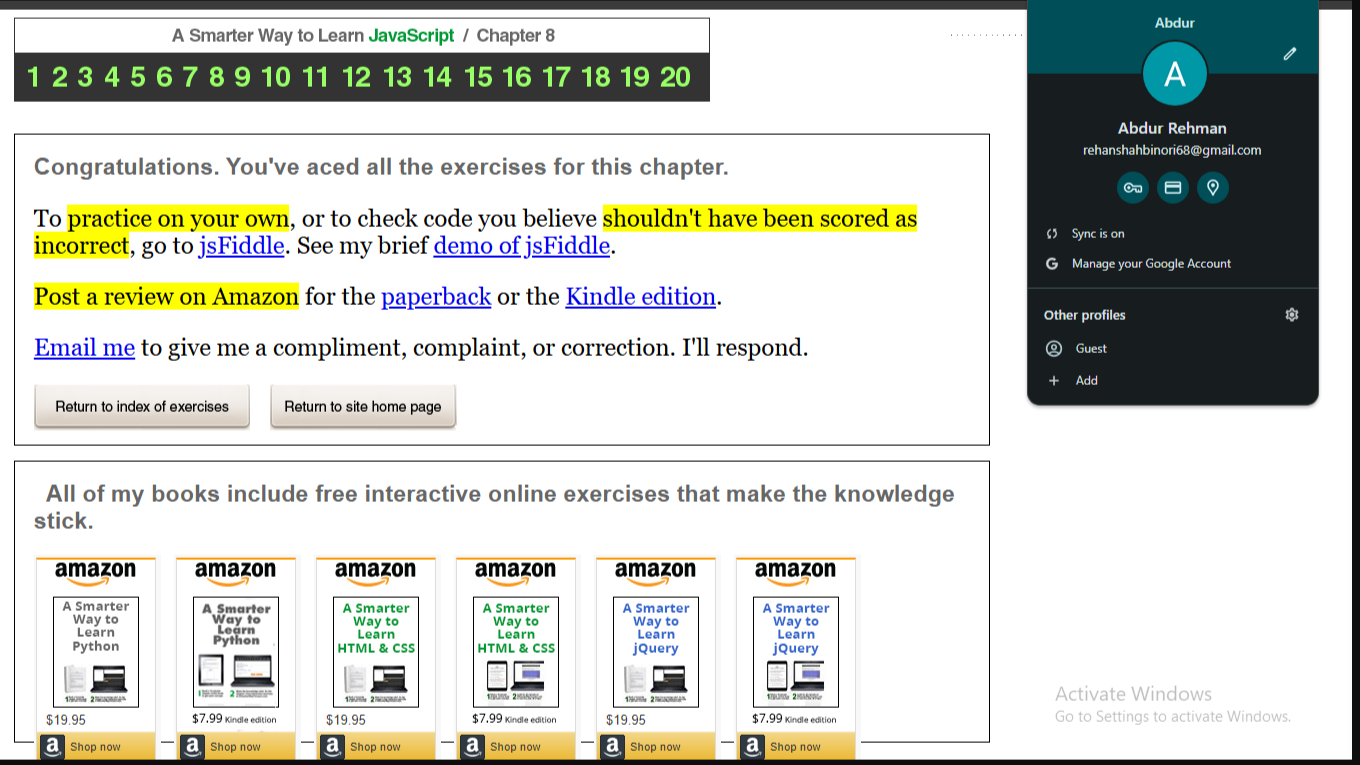 A Smarter Way to Learn JavaScript / Chapter 8
1 2 3 4 5 6 7 8 9 10 11 12 13 14 15 16 17 18 19 20
Congratulations. You've aced all the exercises for this chapter.
To practice on your own, or to check code you believe shouldn't have been scored as
incorrect, go to jsFiddle. See my brief demo of jsFiddle.
Post a review on Amazon for the paperback or the Kindle edition.
Email me to give me a compliment, complaint, or correction. I'll respond.
Return to index of exercises
Return to site home page
All of my books include free interactive online exercises that make the knowledge
stick.
amazon
A Smarter
Way to
Learn
Python
$19.95
a Shop now
amazon
A Smarter
Way to
Learn
Python
$7.99 Kindle edition
a Shop now
amazon
A Smarter
Way to
Learn
HTML & CSS
$19.95
a Shop now
amazon
A Smarter
Way to
Learn
HTML & CSS
$7.99 Kindle edition
a Shop now
amazon
A Smarter
Way to
Learn
jQuery
$19.95
a Shop now
amazon
A Smarter
Way to
Learn
jQuery
$7.99 Kindle edition
a Shop now
Abdur
A
Abdur Rehman
rehanshahbinori68@gmail.com
Sync is on
G Manage your Google Account
Other profiles
Guest
+ Add
Activate Windows
Go to Settings to activate Windows.